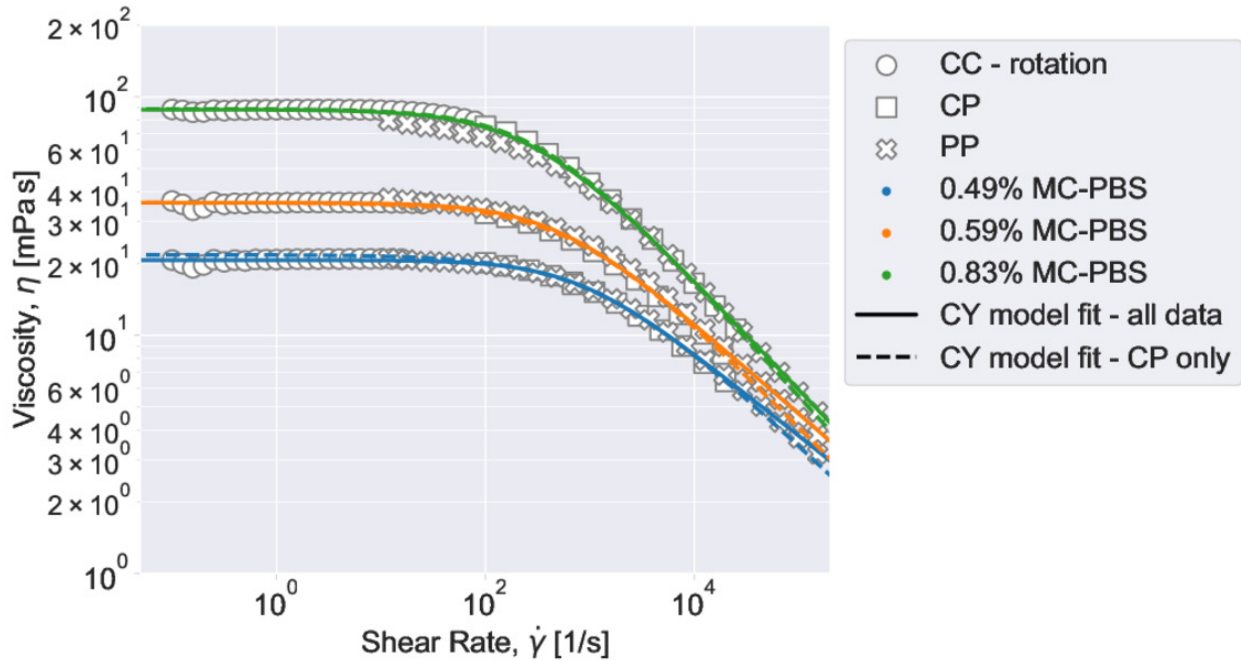 2 × 10²
10²
6 × 10¹
4 × 10¹
3 × 10¹
2 × 10¹
10¹
6 × 10⁰
4 × 10⁰
3 × 10⁰
2 × 10⁰
10⁰
Viscosity, η [mPa s]
10⁰ 10² 10⁴
Shear Rate, γ̇ [1/s]
CC - rotation
CP
PP
0.49% MC-PBS
0.59% MC-PBS
0.83% MC-PBS
CY model fit - all data
CY model fit - CP only